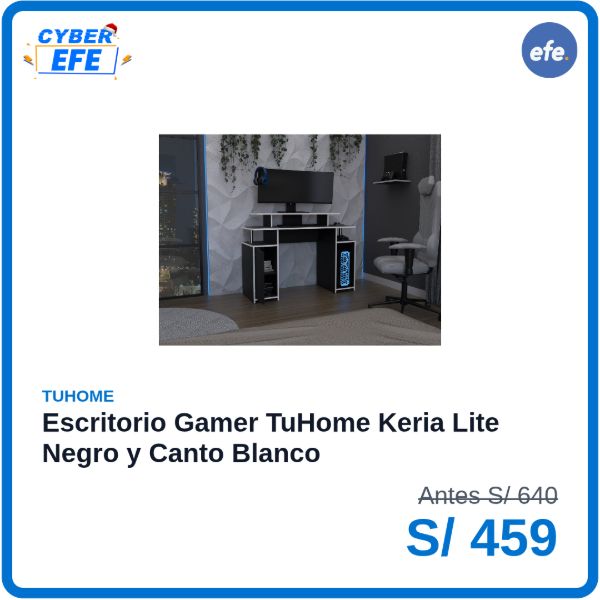 CYBER
EFE
efe.
TUHOME
Escritorio Gamer TuHome Keria Lite
Negro y Canto Blanco
Antes S/ 640
S/ 459